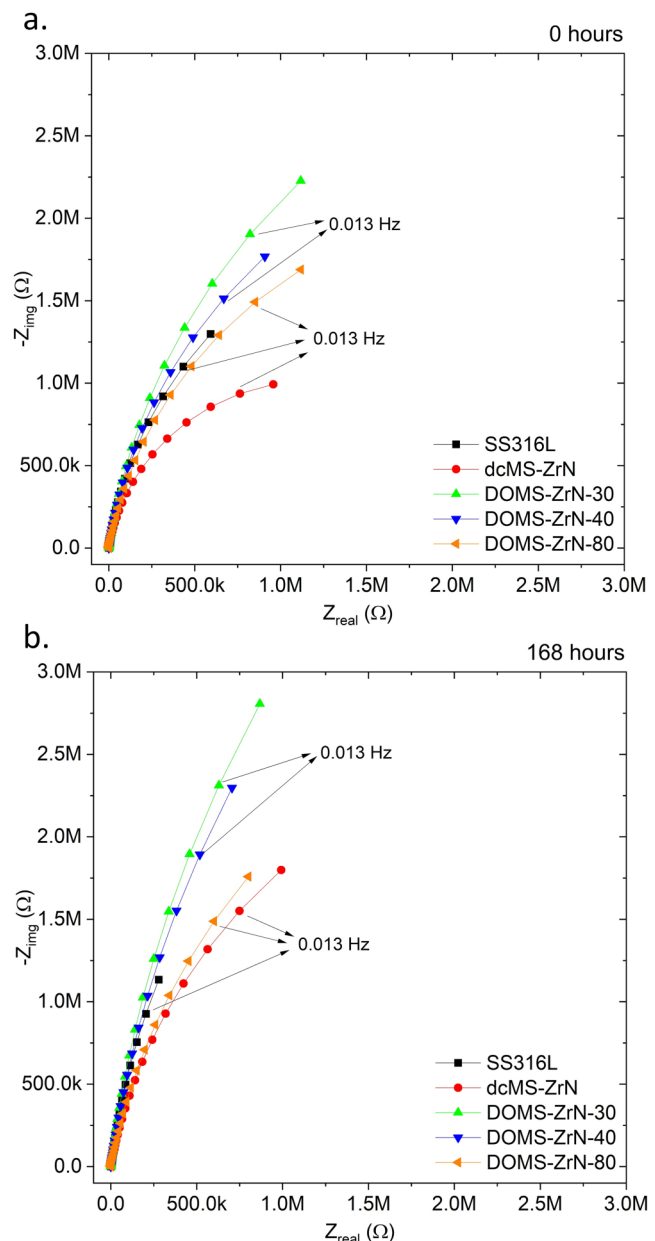 a.
0 hours
3.0M
2.5M
2.0M
1.5M
1.0M
500.0k
0.0
-Z_img (Ω)
0.013 Hz
0.013 Hz
SS316L
dcMS-ZrN
DOMS-ZrN-30
DOMS-ZrN-40
DOMS-ZrN-80
0.0 500.0k 1.0M 1.5M 2.0M 2.5M 3.0M
Z_real (Ω)
b.
168 hours
3.0M
2.5M
2.0M
1.5M
1.0M
500.0k
0.0
-Z_img (Ω)
0.013 Hz
0.013 Hz
SS316L
dcMS-ZrN
DOMS-ZrN-30
DOMS-ZrN-40
DOMS-ZrN-80
0.0 500.0k 1.0M 1.5M 2.0M 2.5M 3.0M
Z_real (Ω)